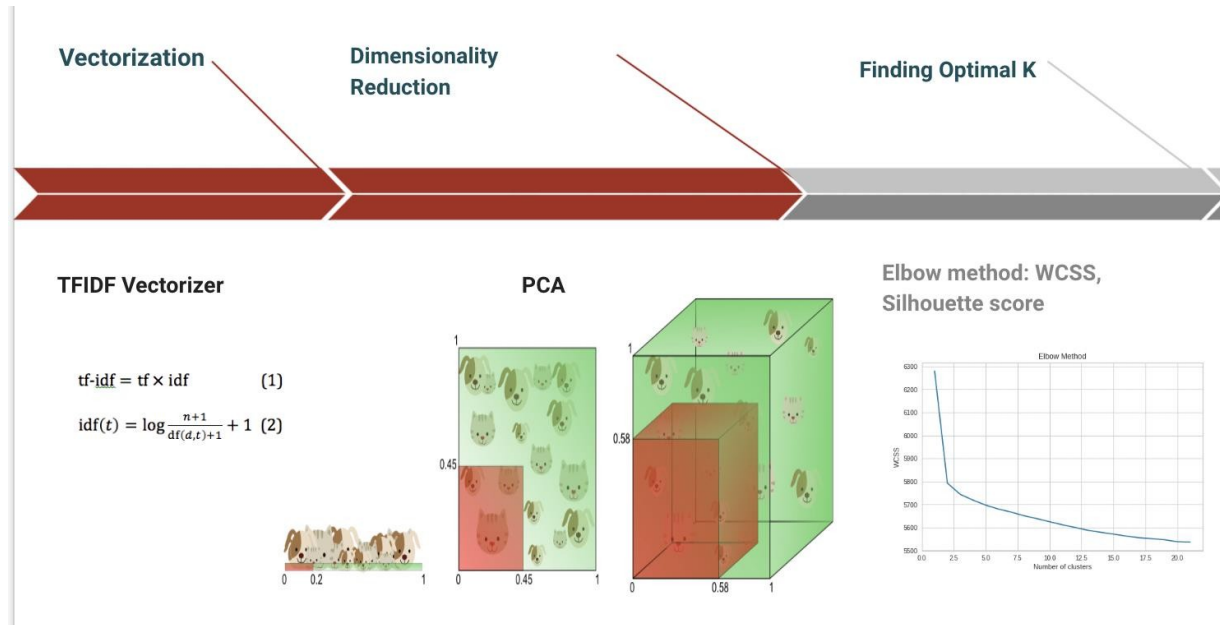 Vectorization
Dimensionality
Reduction
Finding Optimal K
TFIDF Vectorizer
PCA
Elbow method: WCSS,
Silhouette score
tf-idf = tf × idf (1)
idf(t) = log n+1 / df(d,t)+1 + 1 (2)
0 0.2 1
1
0.45
0 0.45 1
1
0.58
0 0.58 1
Elbow Method
WCSS
6300
6200
6100
6000
5900
5800
5700
5600
5500
0.0 2.5 5.0 7.5 10.0 12.5 15.0 17.5 20.0
Number of clusters